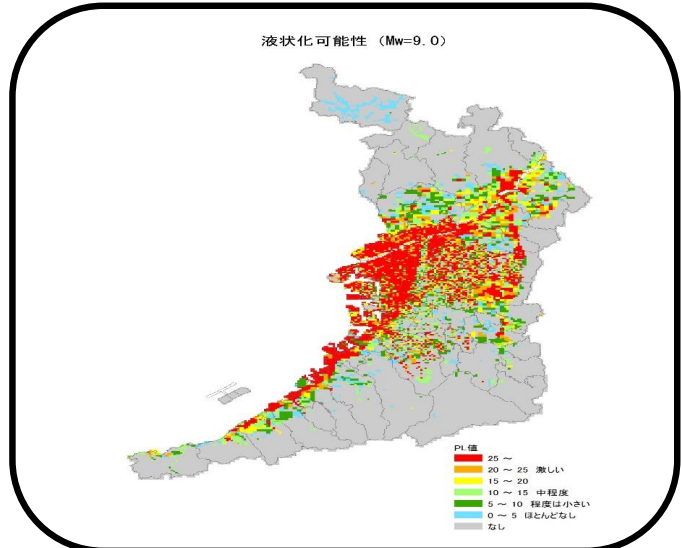 液状化可能性 (Mw=9.0)
PL値
25 ～
20 ～ 25 激しい
15 ～ 20
10 ～ 15 中程度
5 ～ 10 程度は小さい
0 ～ 5 ほとんどなし
なし